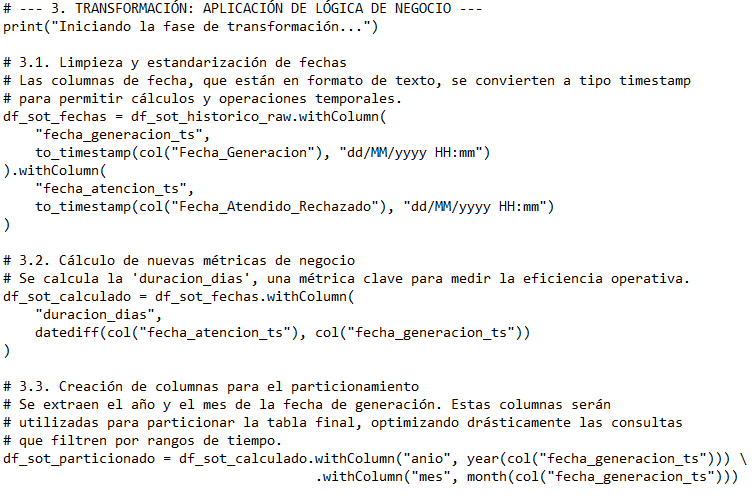 # --- 3. TRANSFORMACIÓN: APLICACIÓN DE LÓGICA DE NEGOCIO ---
print("Iniciando la fase de transformación...")

# 3.1. Limpieza y estandarización de fechas
# Las columnas de fecha, que están en formato de texto, se convierten a tipo timestamp
# para permitir cálculos y operaciones temporales.
df_sot_fechas = df_sot_historico_raw.withColumn(
    "fecha_generacion_ts",
    to_timestamp(col("Fecha_Generacion"), "dd/MM/yyyy HH:mm")
).withColumn(
    "fecha_atencion_ts",
    to_timestamp(col("Fecha_Atendido_Rechazado"), "dd/MM/yyyy HH:mm")
)

# 3.2. Cálculo de nuevas métricas de negocio
# Se calcula la 'duracion_dias', una métrica clave para medir la eficiencia operativa.
df_sot_calculado = df_sot_fechas.withColumn(
    "duracion_dias",
    datediff(col("fecha_atencion_ts"), col("fecha_generacion_ts"))
)

# 3.3. Creación de columnas para el particionamiento
# Se extraen el año y el mes de la fecha de generación. Estas columnas serán
# utilizadas para particionar la tabla final, optimizando drásticamente las consultas
# que filtren por rangos de tiempo.
df_sot_particionado = df_sot_calculado.withColumn("anio", year(col("fecha_generacion_ts"))) \
                                      .withColumn("mes", month(col("fecha_generacion_ts")))